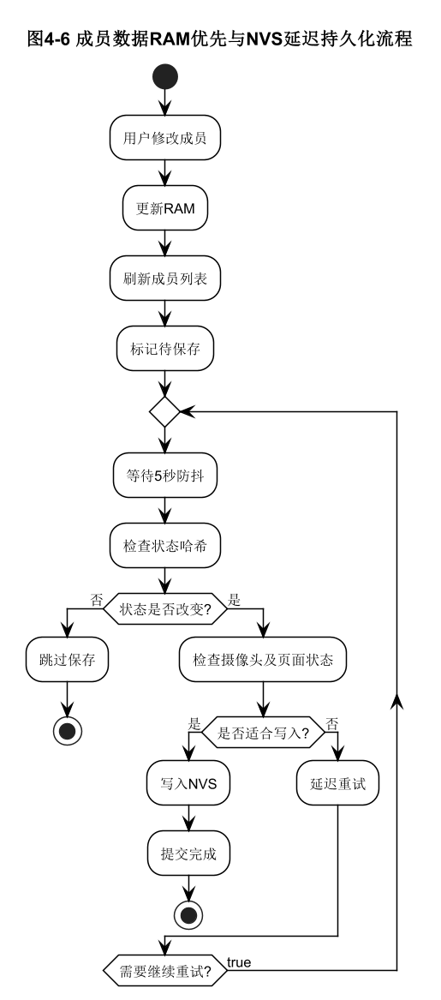 图4-6 成员数据RAM优先与NVS延迟持久化流程
用户修改成员
更新RAM
刷新成员列表
标记待保存
等待5秒防抖
检查状态哈希
否
状态是否改变?
是
跳过保存
检查摄像头及页面状态
是
是否适合写入?
否
写入NVS
延迟重试
提交完成
需要继续重试?
true